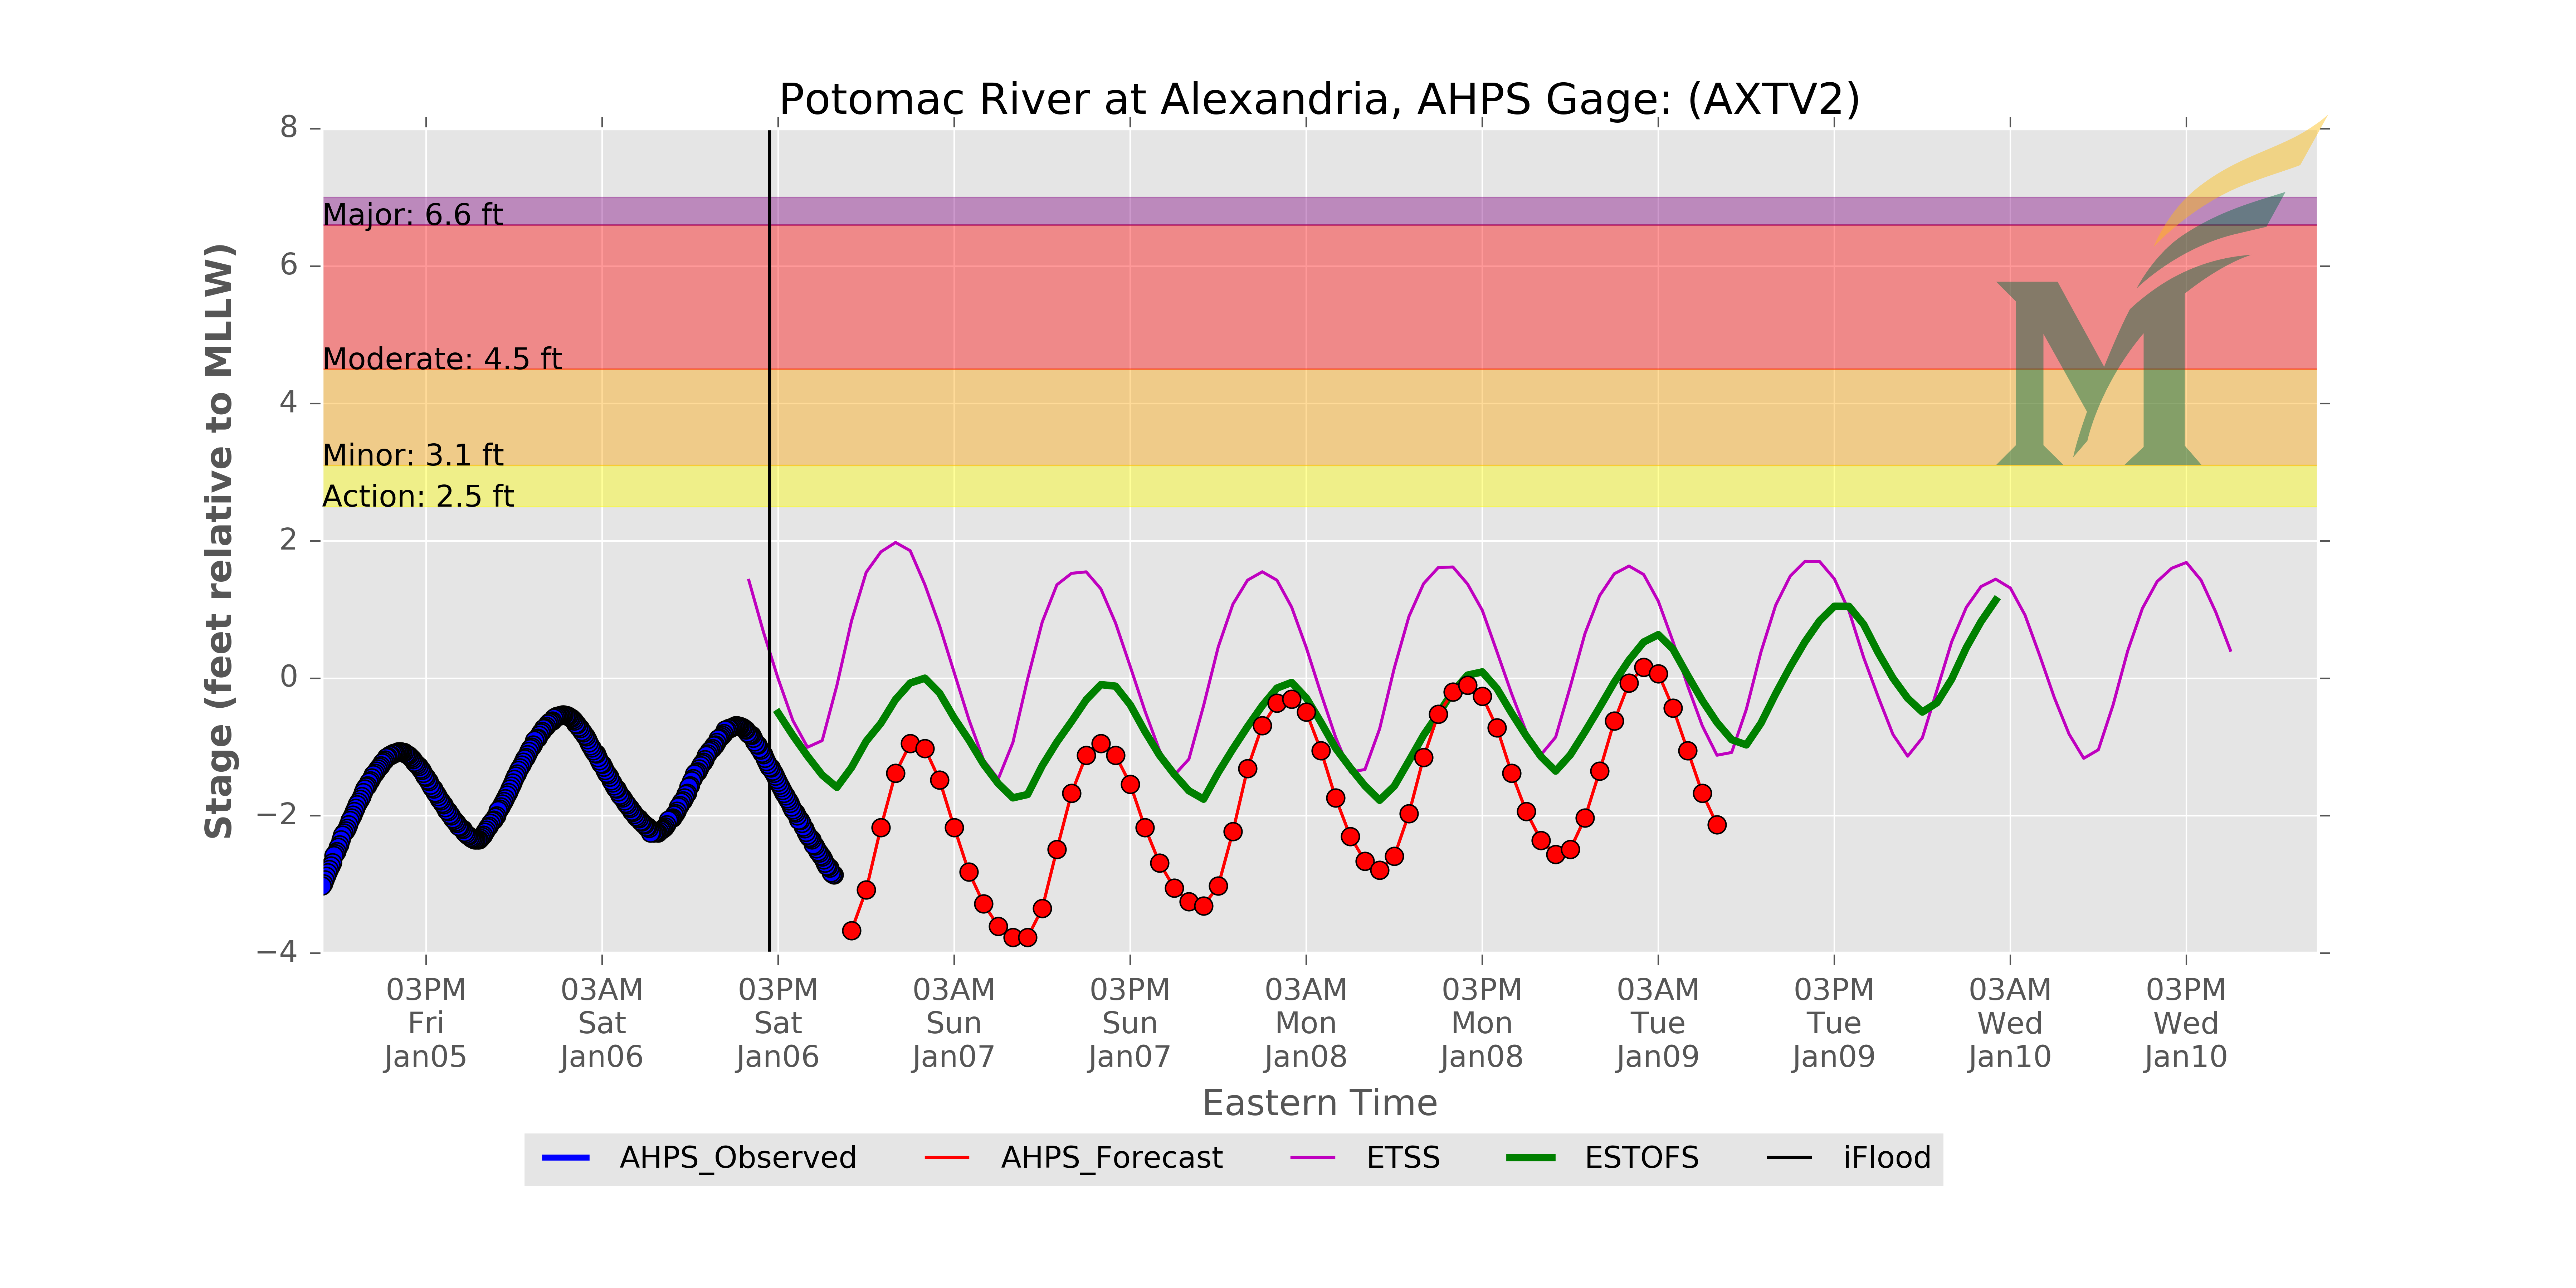 Potomac River at Alexandria, AHPS Gage: (AXTV2)
Stage (feet relative to MLLW)
8
6
4
2
0
−2
−4
Major: 6.6 ft
Moderate: 4.5 ft
Minor: 3.1 ft
Action: 2.5 ft
M
03PM 03AM 03PM 03AM 03PM 03AM 03PM 03AM 03PM 03AM 03PM
Fri Sat Sat Sun Sun Mon Mon Tue Tue Wed Wed
Jan05 Jan06 Jan06 Jan07 Jan07 Jan08 Jan08 Jan09 Jan09 Jan10 Jan10
Eastern Time
AHPS_Observed AHPS_Forecast ETSS ESTOFS iFlood